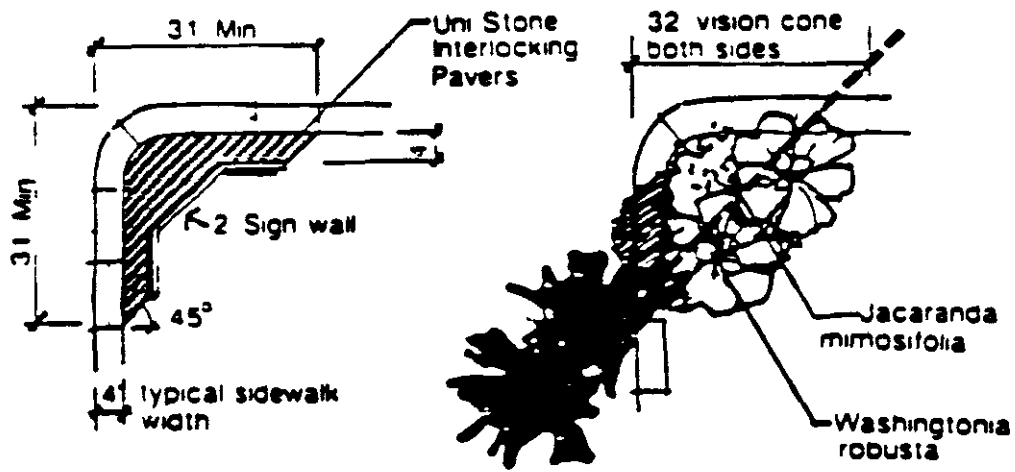 31 Min
Uni Stone
Interlocking
Pavers
31 Min
4
2 Sign wall
45°
4' typical sidewalk
width
32 vision cone
both sides
Jacaranda
mimosifolia
Washingtonia
robusta